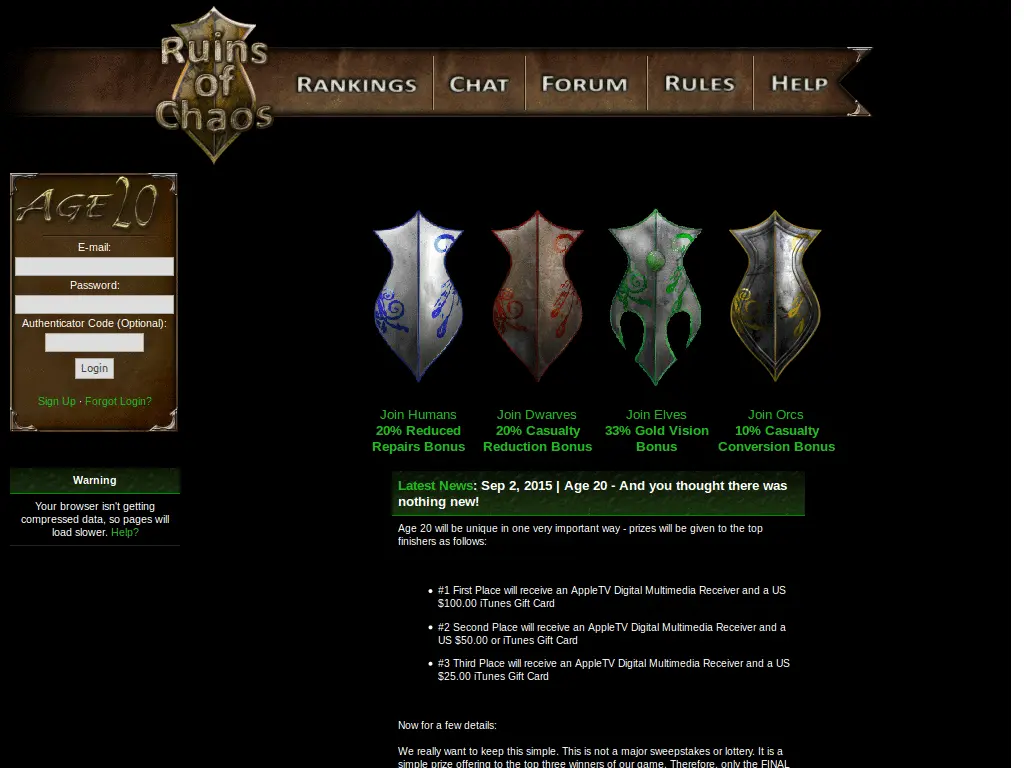 Ruins
of
Chaos
Rankings
Chat
Forum
Rules
Help
Age 20
E-mail:
Password:
Authenticator Code (Optional):
Login
Sign Up · Forgot Login?
Warning
Your browser isn't getting
compressed data, so pages will
load slower. Help?
Join Humans
20% Reduced
Repairs Bonus
Join Dwarves
20% Casualty
Reduction Bonus
Join Elves
33% Gold Vision
Bonus
Join Orcs
10% Casualty
Conversion Bonus
Latest News: Sep 2, 2015 | Age 20 - And you thought there was
nothing new!
Age 20 will be unique in one very important way - prizes will be given to the top
finishers as follows:
#1 First Place will receive an AppleTV Digital Multimedia Receiver and a US
$100.00 iTunes Gift Card
#2 Second Place will receive an AppleTV Digital Multimedia Receiver and a
US $50.00 or iTunes Gift Card
#3 Third Place will receive an AppleTV Digital Multimedia Receiver and a US
$25.00 iTunes Gift Card
Now for a few details:
We really want to keep this simple. This is not a major sweepstakes or lottery. It is a
simple prize offering to the top three winners of our game. Therefore, only the FINAL